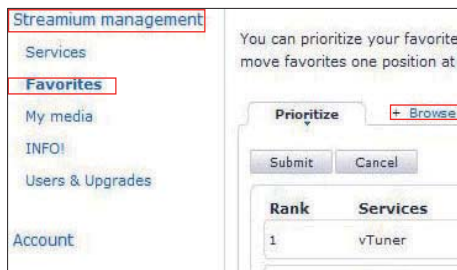 Streamium management
Services
Favorites
My media
INFO!
Users & Upgrades
Account
You can prioritize your favorite
move favorites one position at
Prioritize
+ Browse
Submit Cancel
Rank Services
1 vTuner